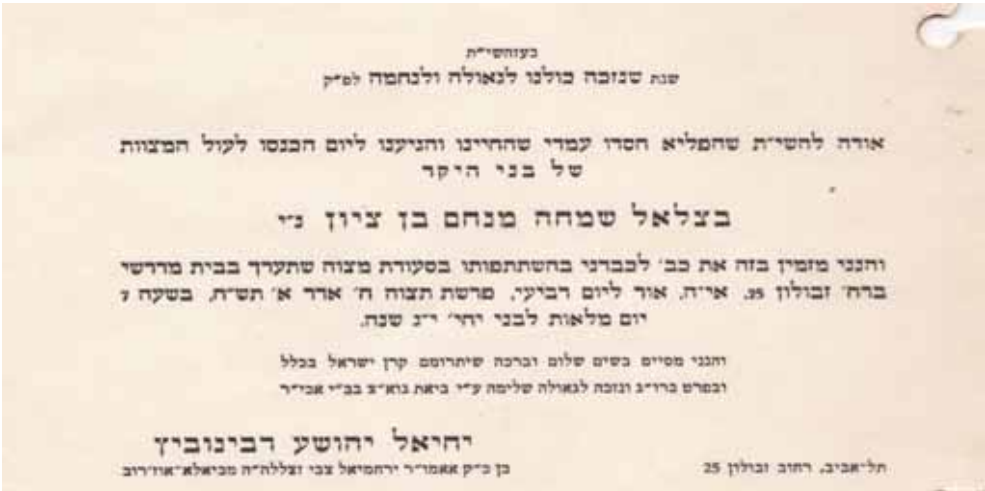 בעזהשי״ת
שנת שנזכה כולנו לגאולה ולנחמה לפ״ק
אודה להשי״ת שהפליא חסדו עמדי שהחיינו והגיענו ליום הכנסו לעול המצוות
של בני היקר
בצלאל שמחה מנחם בן ציון נ״י
והנני מזמין בזה את כב׳ לכבדני בהשתתפותו בסעודת מצוה שתערך בבית מדרשי
ברח׳ זבולון 25, אי״ה, אור ליום רביעי, פרשת תצוה ח׳ אדר א׳ תש״ח, בשעה 7
יום מלאות לבני יחי׳ י״ג שנה.
והנני מסיים בשים שלום וברכה שיתרומם קרן ישראל בכלל
ובפרט ברו״ג ונזכה לגאולה שלימה ע״י ביאת גוא״צ בב״י אכי״ר
יחיאל יהושע רבינוביץ
תל־אביב, רחוב זבולון 25
בן כ״ק אאמו״ר ירחמיאל צבי זצללה״ה מביאלא־אוז׳רוב